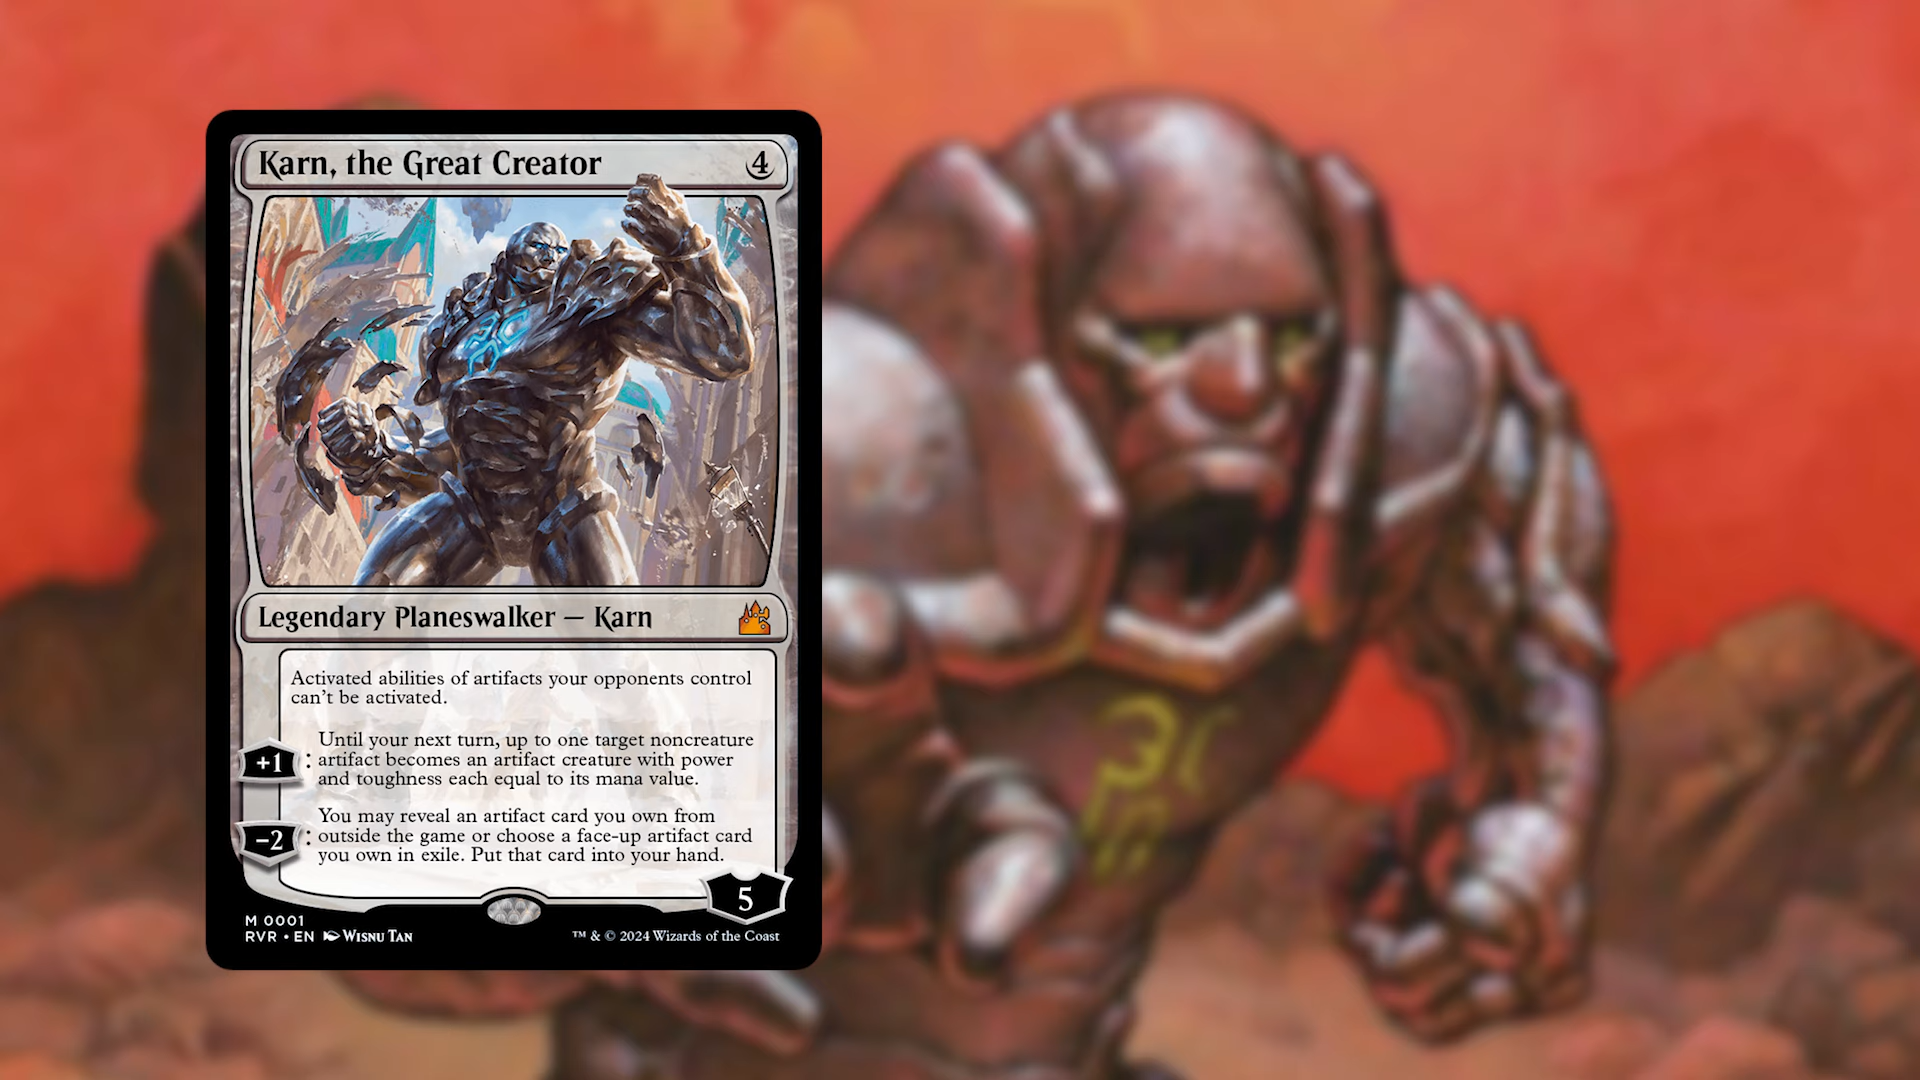 Karn, the Great Creator 4
Legendary Planeswalker — Karn
Activated abilities of artifacts your opponents control
can't be activated.
Until your next turn, up to one target noncreature
+1 : artifact becomes an artifact creature with power
and toughness each equal to its mana value.
You may reveal an artifact card you own from
−2 : outside the game or choose a face-up artifact card
you own in exile. Put that card into your hand.
5
M 0001
RVR • EN Wisnu Tan
™ & © 2024 Wizards of the Coast